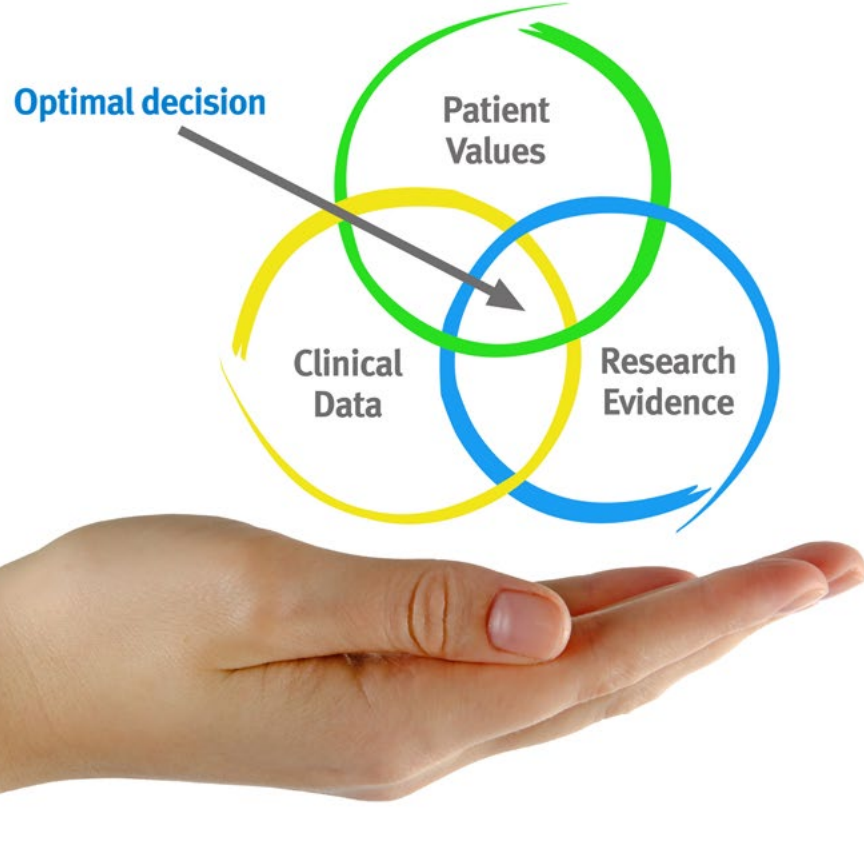 Optimal decision
Patient
Values
Clinical
Data
Research
Evidence